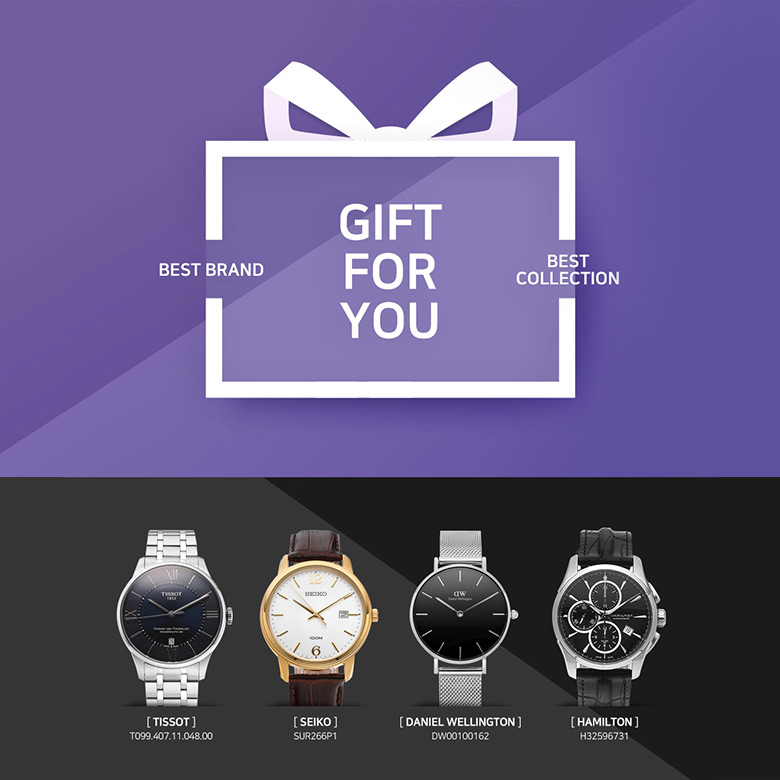 GIFT
FOR
YOU
BEST BRAND
BEST
COLLECTION
TISSOT
1853
SEIKO
100M
DW
Daniel Wellington
HAMILTON
[ TISSOT ]
T099.407.11.048.00
[ SEIKO ]
SUR266P1
[ DANIEL WELLINGTON ]
DW00100162
[ HAMILTON ]
H32596731